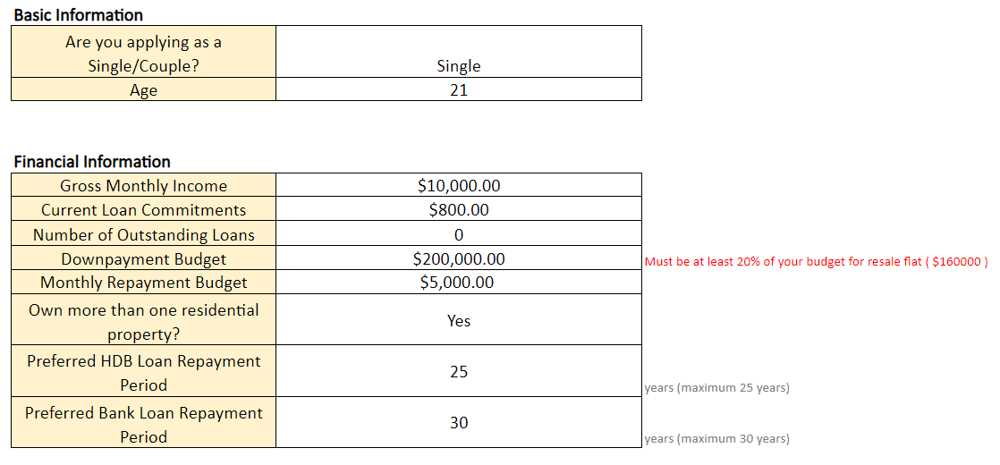 Basic Information
Are you applying as a
Single/Couple?
Single
Age
21
Financial Information
Gross Monthly Income
$10,000.00
Current Loan Commitments
$800.00
Number of Outstanding Loans
0
Downpayment Budget
$200,000.00
Must be at least 20% of your budget for resale flat ( $160000 )
Monthly Repayment Budget
$5,000.00
Own more than one residential
property?
Yes
Preferred HDB Loan Repayment
Period
25
years (maximum 25 years)
Preferred Bank Loan Repayment
Period
30
years (maximum 30 years)